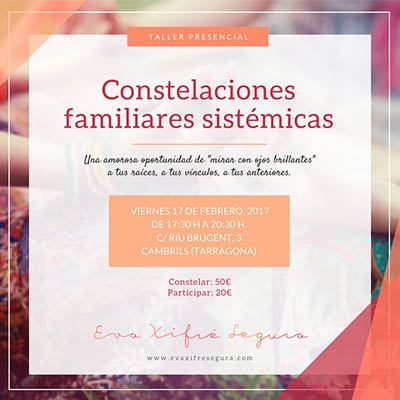 TALLER PRESENCIAL
Constelaciones
familiares sistémicas
Una amorosa oportunidad de "mirar con ojos brillantes"
a tus raíces, a tus vínculos, a tus anteriores.
VIERNES 17 DE FEBRERO, 2017
DE 17:30 H A 20:30 H.
C/ RIU BRUGENT, 3
CAMBRILS (TARRAGONA)
Constelar: 50€
Participar: 20€
Eva Xifré Segura
www.evaxifresegura.com